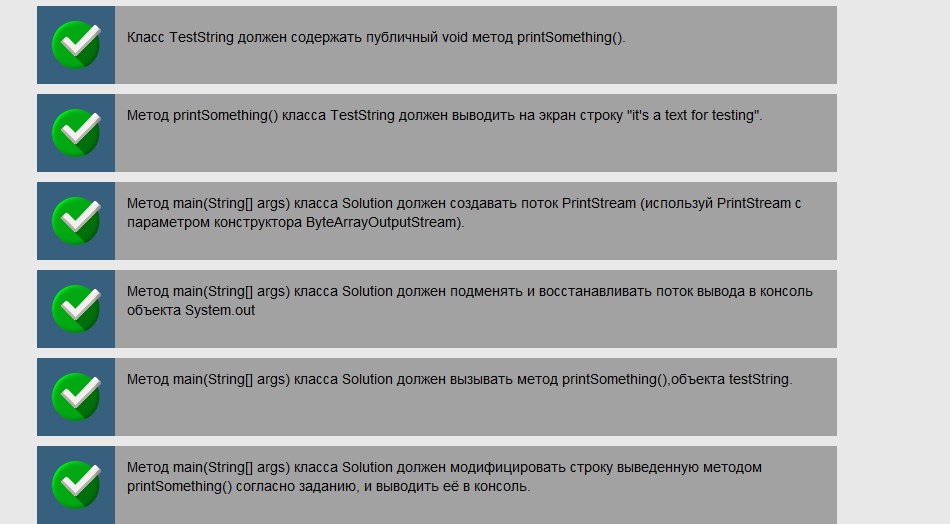 Класс TestString должен содержать публичный void метод printSomething().
Метод printSomething() класса TestString должен выводить на экран строку "it's a text for testing".
Метод main(String[] args) класса Solution должен создавать поток PrintStream (используй PrintStream c
параметром конструктора ByteArrayOutputStream).
Метод main(String[] args) класса Solution должен подменять и восстанавливать поток вывода в консоль
объекта System.out
Метод main(String[] args) класса Solution должен вызывать метод printSomething(),объекта testString.
Метод main(String[] args) класса Solution должен модифицировать строку выведенную методом
printSomething() согласно заданию, и выводить её в консоль.